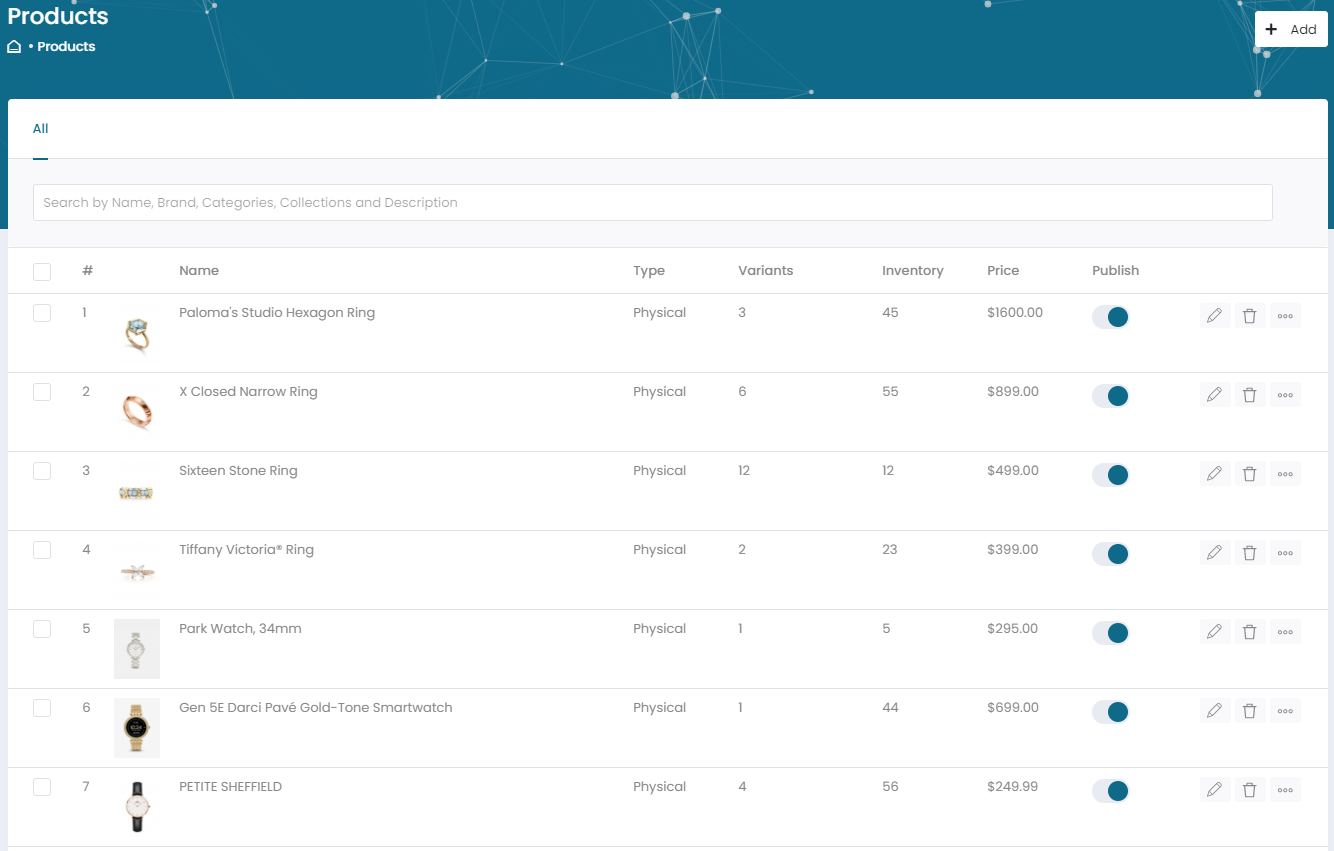 Products
• Products
+ Add
All
Search by Name, Brand, Categories, Collections and Description
# Name Type Variants Inventory Price Publish
1 Paloma's Studio Hexagon Ring Physical 3 45 $1600.00
2 X Closed Narrow Ring Physical 6 55 $899.00
3 Sixteen Stone Ring Physical 12 12 $499.00
4 Tiffany Victoria® Ring Physical 2 23 $399.00
5 Park Watch, 34mm Physical 1 5 $295.00
6 Gen 5E Darci Pavé Gold-Tone Smartwatch Physical 1 44 $699.00
7 PETITE SHEFFIELD Physical 4 56 $249.99